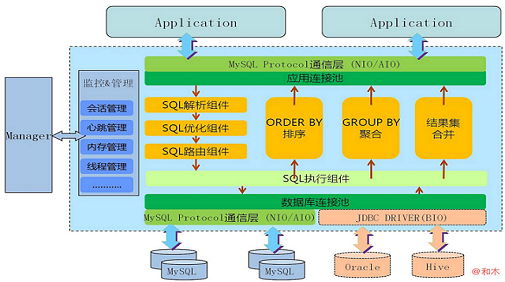 Application
Application
MySQL Protocol通信层 (NIO/AIO)
应用连接池
Manager
监控&管理
会话管理
心跳管理
内存管理
线程管理
...........
SQL解析组件
SQL优化组件
SQL路由组件
ORDER BY
排序
GROUP BY
聚合
结果集
合并
SQL执行组件
数据库连接池
MySQL Protocol通信层 (NIO/AIO)
JDBC DRIVER(BIO)
MySQL
MySQL
Oracle
Hive
@和木